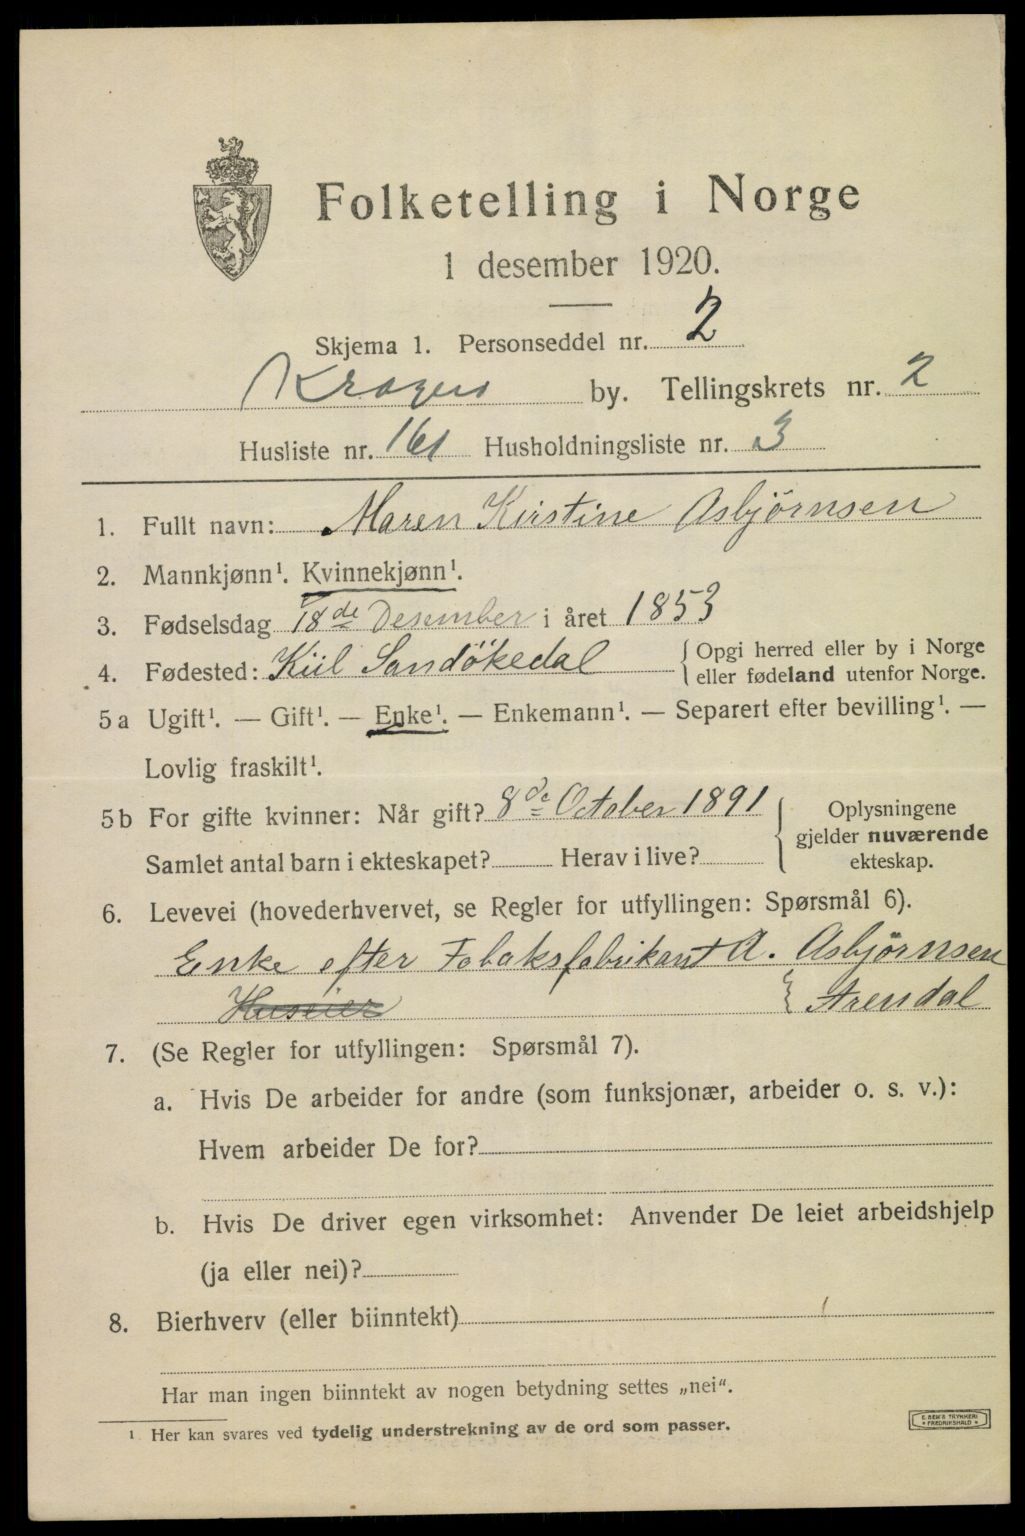 Folketelling i Norge
1 desember 1920.
Skjema 1. Personseddel nr. 2
Kragerø by. Tellingskrets nr. 2
Husliste nr. 161 Husholdningsliste nr. 3
1. Fullt navn: Maren Kirstine Asbjørnsen
2. Mannkjønn¹. Kvinnekjønn¹.
3. Fødselsdag 18de Desember i året 1853
4. Fødested: Kiil Sandökedal { Opgi herred eller by i Norge
eller fødeland utenfor Norge.
5a Ugift¹. — Gift¹. — Enke¹. — Enkemann¹. — Separert efter bevilling¹. —
Lovlig fraskilt¹.
5b For gifte kvinner: Når gift? 8de October 1891 { Oplysningene
gjelder nuværende
ekteskap.
Samlet antal barn i ekteskapet? Herav i live?
6. Levevei (hovederhvervet, se Regler for utfyllingen: Spørsmål 6).
Enke efter Tobaksfabrikant A. Asbjørnsen
Huseier } Arendal
7. (Se Regler for utfyllingen: Spørsmål 7).
a. Hvis De arbeider for andre (som funksjonær, arbeider o. s. v.):
Hvem arbeider De for?
b. Hvis De driver egen virksomhet: Anvender De leiet arbeidshjelp
(ja eller nei)?
8. Bierhverv (eller biinntekt)
Har man ingen biinntekt av nogen betydning settes „nei“.
¹ Her kan svares ved tydelig understrekning av de ord som passer.
E. SEM'S TRYKKERI
FREDRIKSHALD